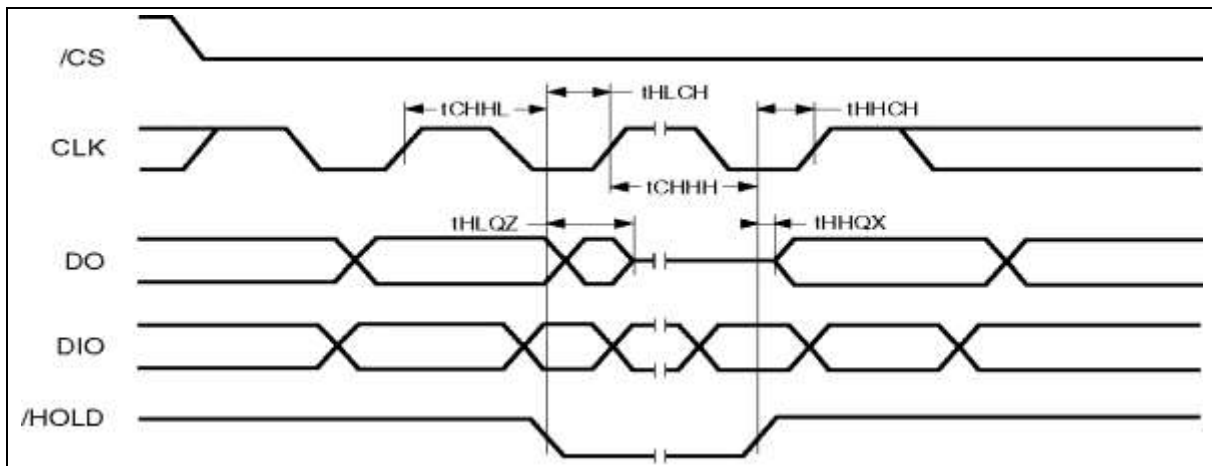 /CS
tHLCH
tHHCH
tCHHL
CLK
tCHHH
tHLQZ
tHHQX
DO
DIO
/HOLD